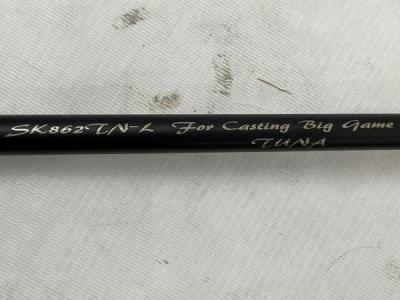 SK862TN-L For Casting Big Game
TUNA